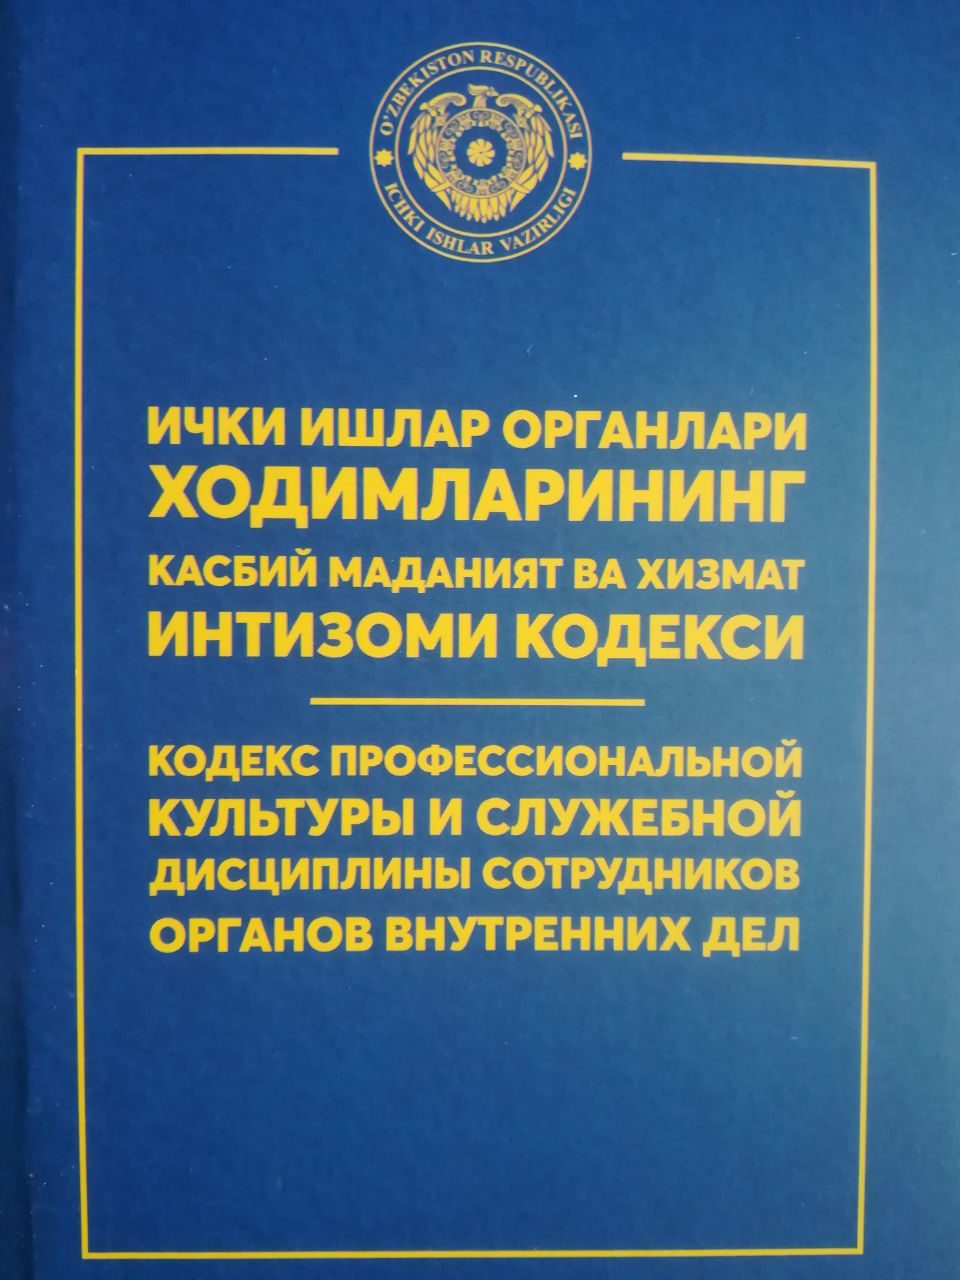 O'ZBEKISTON RESPUBLIKASI
ICHKI ISHLAR VAZIRLIGI
ИЧКИ ИШЛАР ОРГАНЛАРИ
ХОДИМЛАРИНИНГ
КАСБИЙ МАДАНИЯТ ВА ХИЗМАТ
ИНТИЗОМИ КОДЕКСИ
КОДЕКС ПРОФЕССИОНАЛЬНОЙ
КУЛЬТУРЫ И СЛУЖЕБНОЙ
ДИСЦИПЛИНЫ СОТРУДНИКОВ
ОРГАНОВ ВНУТРЕННИХ ДЕЛ